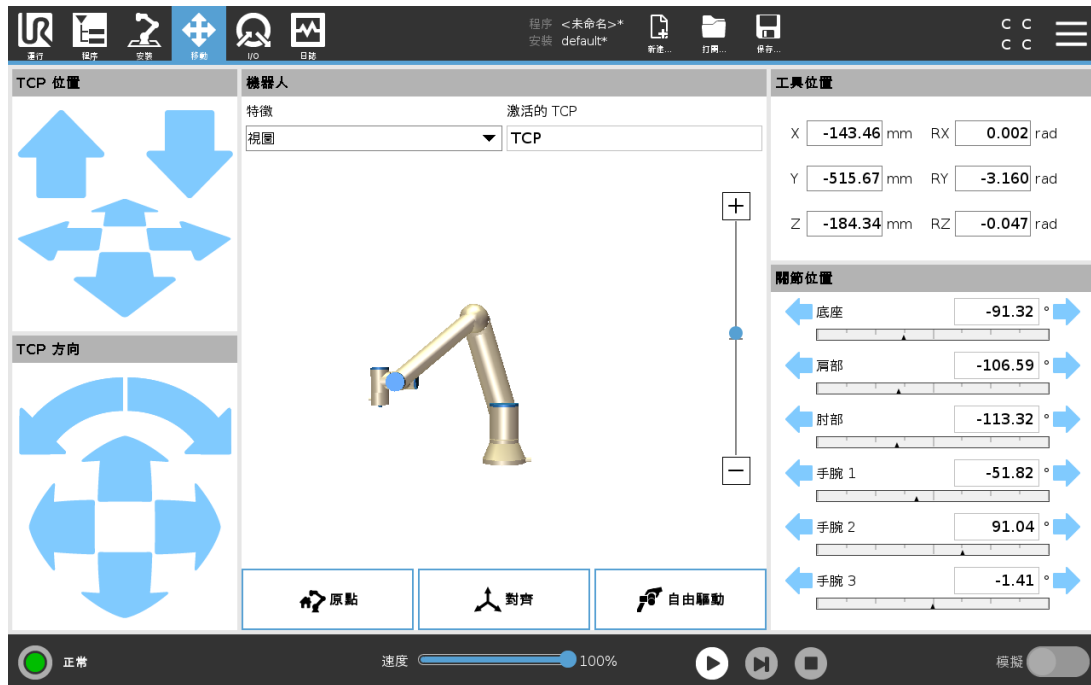 UR
運行
程序
安裝
移動
I/O
日誌
程序 <未命名>*
安裝 default*
新建...
打開...
保存...
C C
C C
TCP 位置
TCP 方向
機器人
特徵
視圖
激活的 TCP
TCP
+
−
原點
對齊
自由驅動
工具位置
X -143.46 mm RX 0.002 rad
Y -515.67 mm RY -3.160 rad
Z -184.34 mm RZ -0.047 rad
關節位置
底座 -91.32 °
肩部 -106.59 °
肘部 -113.32 °
手腕 1 -51.82 °
手腕 2 91.04 °
手腕 3 -1.41 °
正常
速度 100%
模擬